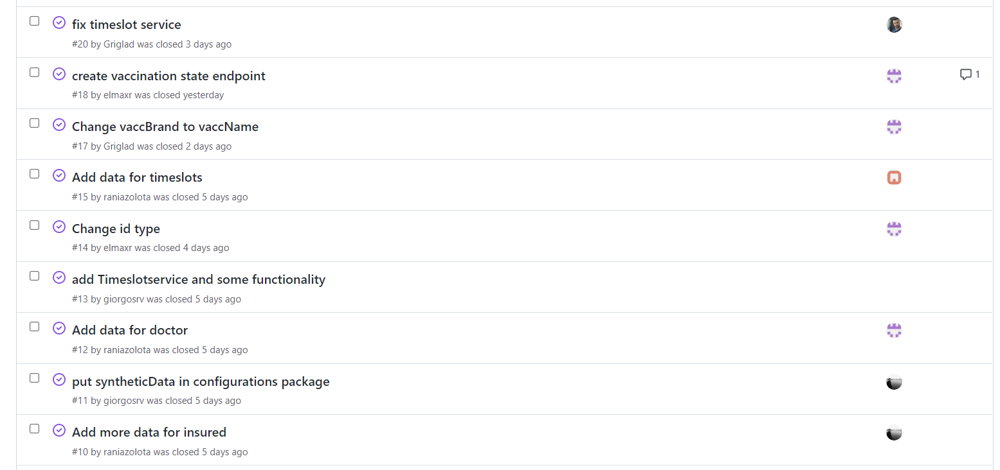 fix timeslot service
#20 by Griglad was closed 3 days ago
create vaccination state endpoint
1
#18 by elmaxr was closed yesterday
Change vaccBrand to vaccName
#17 by Griglad was closed 2 days ago
Add data for timeslots
#15 by raniazolota was closed 5 days ago
Change id type
#14 by elmaxr was closed 4 days ago
add Timeslotservice and some functionality
#13 by giorgosrv was closed 5 days ago
Add data for doctor
#12 by raniazolota was closed 5 days ago
put syntheticData in configurations package
#11 by giorgosrv was closed 5 days ago
Add more data for insured
#10 by raniazolota was closed 5 days ago